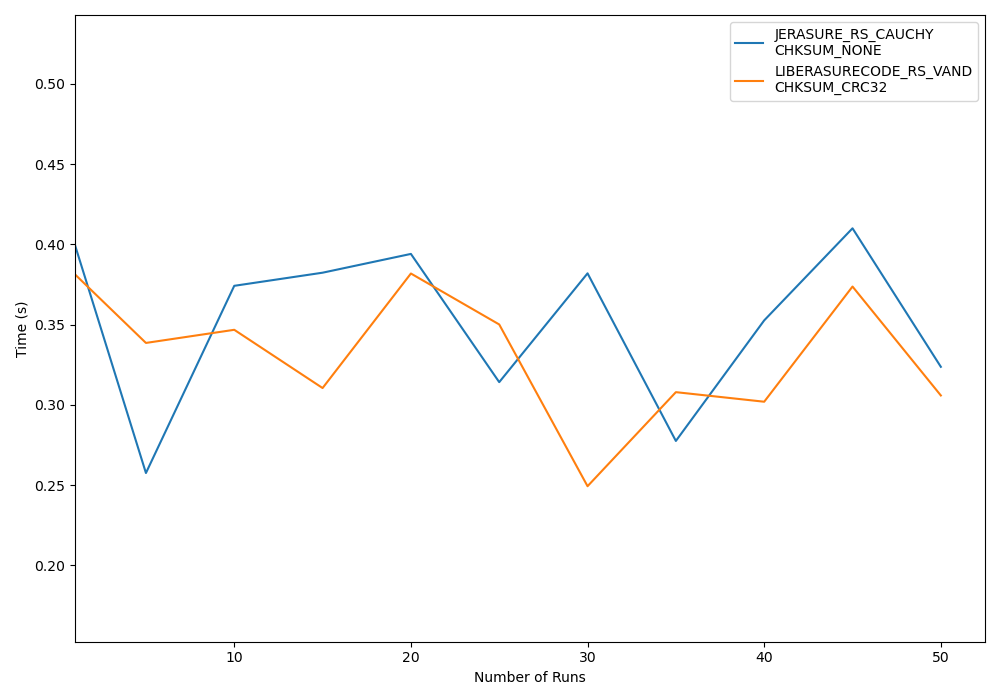 JERASURE_RS_CAUCHY
CHKSUM_NONE
LIBERASURECODE_RS_VAND
CHKSUM_CRC32
0.50
0.45
0.40
0.35
0.30
0.25
0.20
Time (s)
10
20
30
40
50
Number of Runs